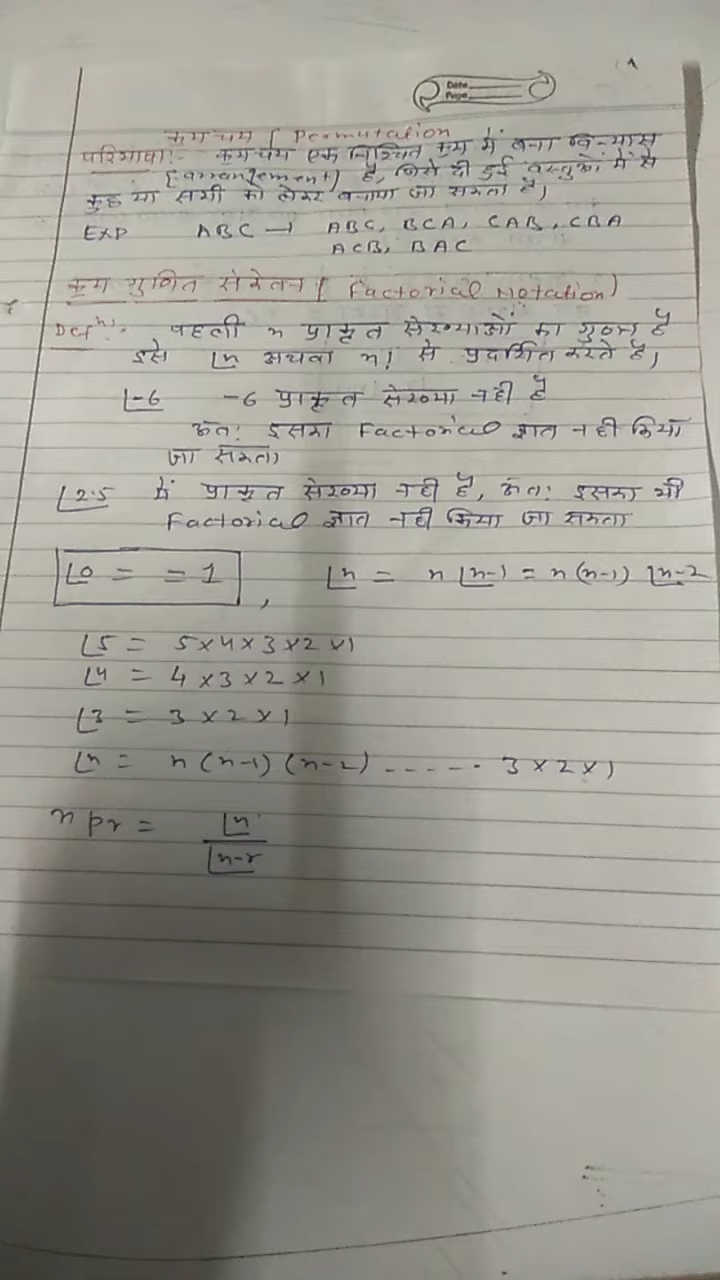 Date
Page
क्रमचय ( Permutation
परिभाषा:- क्रमचय एक निश्चित क्रम में बना विन्यास
(arrangement) है, जिसे दी हुई वस्तुओं में से
कुछ या सभी को लेकर बनाया जा सकता है,
EXP ABC → ABC, BCA, CAB, CBA
ACB, BAC
क्रम गुणित संकेतन ( Factorial Notation)
Defⁿ:- पहली n प्राकृत संख्याओं का गुणन है
इसे |n अथवा n! से प्रदर्शित करते है,
|-6 -6 प्राकृत संख्या नही है
अत: इसका Factorical ज्ञात नही किया
जा सकता
|2.5 में प्राकृत संख्या नही है, अत: इसका भी
Factorical ज्ञात नही किया जा सकता
|0 = = 1 , |n = n |n-1 = n(n-1) |n-2
|5 = 5×4×3×2×1
|4 = 4×3×2×1
|3 = 3×2×1
|n = n(n-1)(n-2) ----- 3×2×1
npr = |n
|n-r